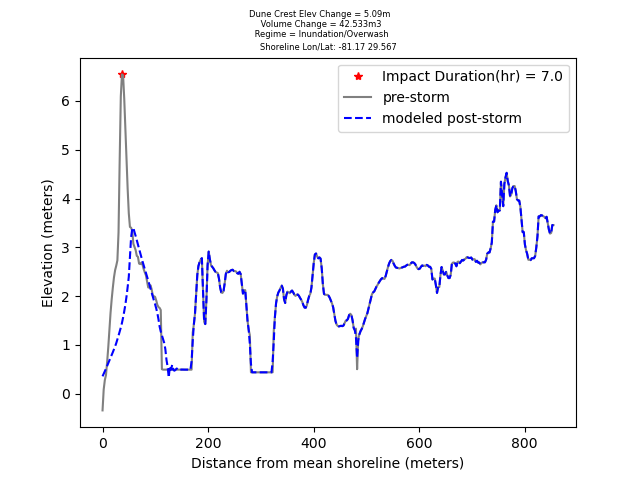 Dune Crest Elev Change = 5.09m
Volume Change = 42.533m3
Regime = Inundation/Overwash
Shoreline Lon/Lat: -81.17 29.567
Impact Duration(hr) = 7.0
pre-storm
modeled post-storm
6
5
4
3
2
1
0
Elevation (meters)
0 200 400 600 800
Distance from mean shoreline (meters)